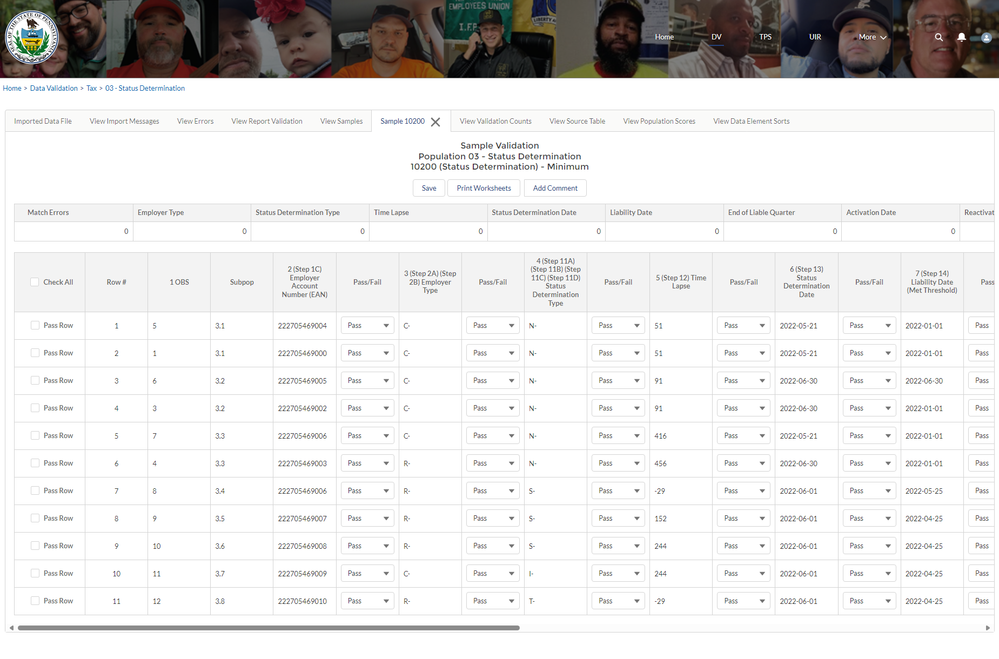 SEAL OF THE STATE OF PENNSYLVANIA
EMPLOYEES UNION
Home DV TPS UIR More
Home > Data Validation > Tax > 03 - Status Determination
Imported Data File View Import Messages View Errors View Report Validation View Samples Sample 10200 View Validation Counts View Source Table View Population Scores View Data Element Sorts
Sample Validation
Population 03 - Status Determination
10200 (Status Determination) - Minimum
Save Print Worksheets Add Comment
Match Errors Employer Type Status Determination Type Time Lapse Status Determination Date Liability Date End of Liable Quarter Activation Date Reactivat
0 0 0 0 0 0 0 0
Check All Row # 1 OBS Subpop 2 (Step 1C) Employer Account Number (EAN) Pass/Fail 3 (Step 2A) (Step 2B) Employer Type Pass/Fail 4 (Step 11A) (Step 11B) (Step 11C) (Step 11D) Status Determination Type Pass/Fail 5 (Step 12) Time Lapse Pass/Fail 6 (Step 13) Status Determination Date Pass/Fail 7 (Step 14) Liability Date (Met Threshold) Pass
Pass Row 1 5 3.1 222705469004 Pass C- Pass N- Pass 51 Pass 2022-05-21 Pass 2022-01-01 Pass
Pass Row 2 1 3.1 222705469000 Pass C- Pass N- Pass 51 Pass 2022-05-21 Pass 2022-01-01 Pass
Pass Row 3 6 3.2 222705469005 Pass C- Pass N- Pass 91 Pass 2022-06-30 Pass 2022-06-30 Pass
Pass Row 4 3 3.2 222705469002 Pass C- Pass N- Pass 91 Pass 2022-06-30 Pass 2022-01-01 Pass
Pass Row 5 7 3.3 222705469006 Pass C- Pass N- Pass 416 Pass 2022-05-21 Pass 2022-01-01 Pass
Pass Row 6 4 3.3 222705469003 Pass R- Pass N- Pass 456 Pass 2022-06-30 Pass 2022-01-01 Pass
Pass Row 7 8 3.4 222705469006 Pass R- Pass S- Pass -29 Pass 2022-06-01 Pass 2022-05-25 Pass
Pass Row 8 9 3.5 222705469007 Pass R- Pass S- Pass 152 Pass 2022-06-01 Pass 2022-04-25 Pass
Pass Row 9 10 3.6 222705469008 Pass R- Pass S- Pass 244 Pass 2022-06-01 Pass 2022-04-25 Pass
Pass Row 10 11 3.7 222705469009 Pass C- Pass I- Pass 244 Pass 2022-06-01 Pass 2022-04-25 Pass
Pass Row 11 12 3.8 222705469010 Pass R- Pass T- Pass -29 Pass 2022-06-01 Pass 2022-04-25 Pass